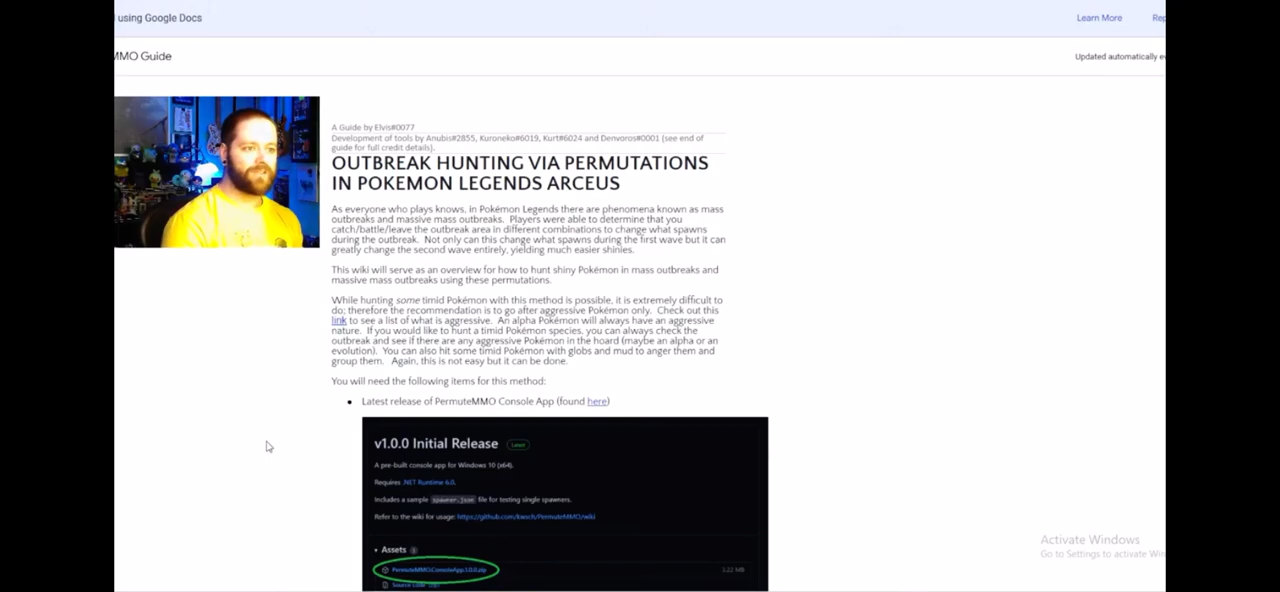 using Google Docs
Learn More
Rep
MMO Guide
Updated automatically e
A Guide by Elvis#0077
Development of tools by Anubis#2855, Kuroneko#6019, Kurt#6024 and Denvoros#0001 (see end of
guide for full credit details).
OUTBREAK HUNTING VIA PERMUTATIONS
IN POKEMON LEGENDS ARCEUS
As everyone who plays knows, in Pokémon Legends there are phenomena known as mass
outbreaks and massive mass outbreaks. Players were able to determine that you
catch/battle/leave the outbreak area in different combinations to change what spawns
during the outbreak. Not only can this change what spawns during the first wave but it can
greatly change the second wave entirely, yielding much easier shinies.
This wiki will serve as an overview for how to hunt shiny Pokémon in mass outbreaks and
massive mass outbreaks using these permutations.
While hunting some timid Pokémon with this method is possible, it is extremely difficult to
do; therefore the recommendation is to go after aggressive Pokémon only. Check out this
link to see a list of what is aggressive. An alpha Pokémon will always have an aggressive
nature. If you would like to hunt a timid Pokémon species, you can always check the
outbreak and see if there are any aggressive Pokémon in the hoard (maybe an alpha or an
evolution). You can also hit some timid Pokémon with globs and mud to anger them and
group them. Again, this is not easy but it can be done.
You will need the following items for this method:
• Latest release of PermuteMMO Console App (found here)
v1.0.0 Initial Release Latest
A pre-built console app for Windows 10 (x64).
Requires .NET Runtime 6.0.
Includes a sample spawner.json file for testing single spawners.
Refer to the wiki for usage: https://github.com/kwsch/PermuteMMO/wiki
Assets 3
PermuteMMO.ConsoleApp.1.0.0.zip
3.22 MB
Source code (zip)
Activate Windows
Go to Settings to activate Win